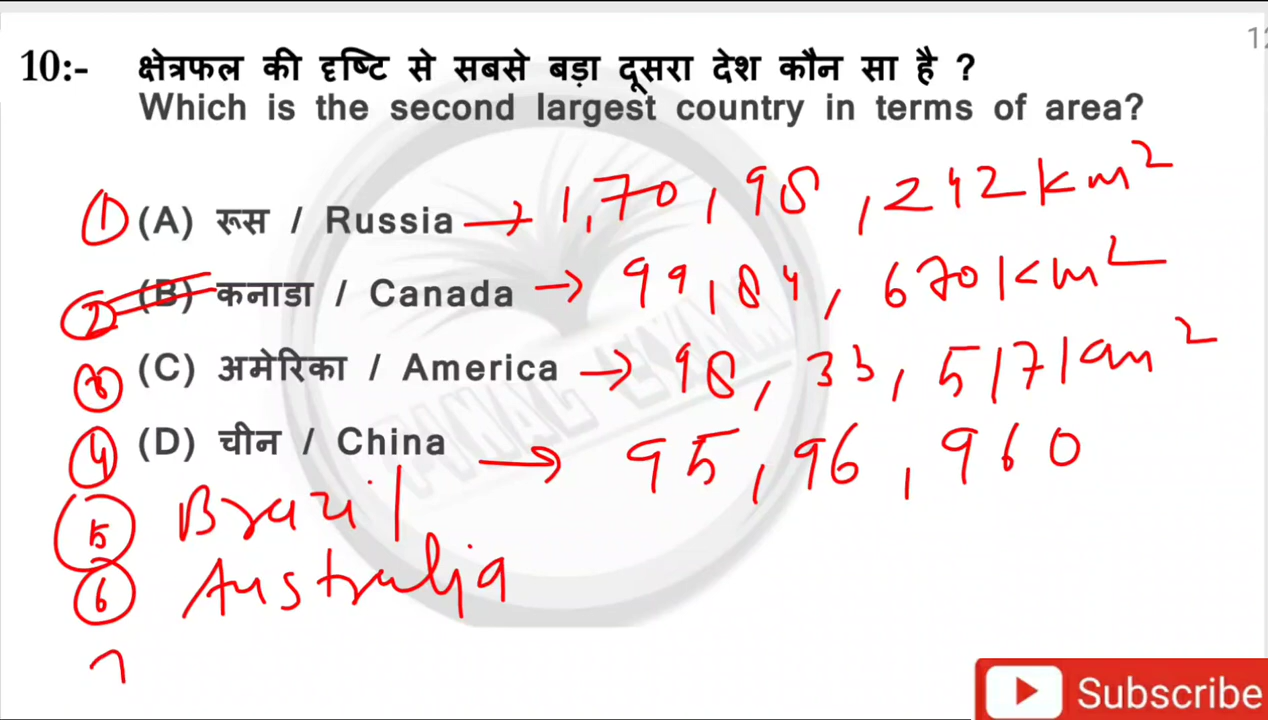 12
10:- क्षेत्रफल की दृष्टि से सबसे बड़ा दूसरा देश कौन सा है ?
Which is the second largest country in terms of area?
① (A) रूस / Russia → 1,70,98,242 km²
② (B) कनाडा / Canada → 99,84,670 km²
③ (C) अमेरिका / America → 98,33,517 km²
④ (D) चीन / China → 95,96,960
⑤ Brazil
⑥ Australia
7
Subscribe